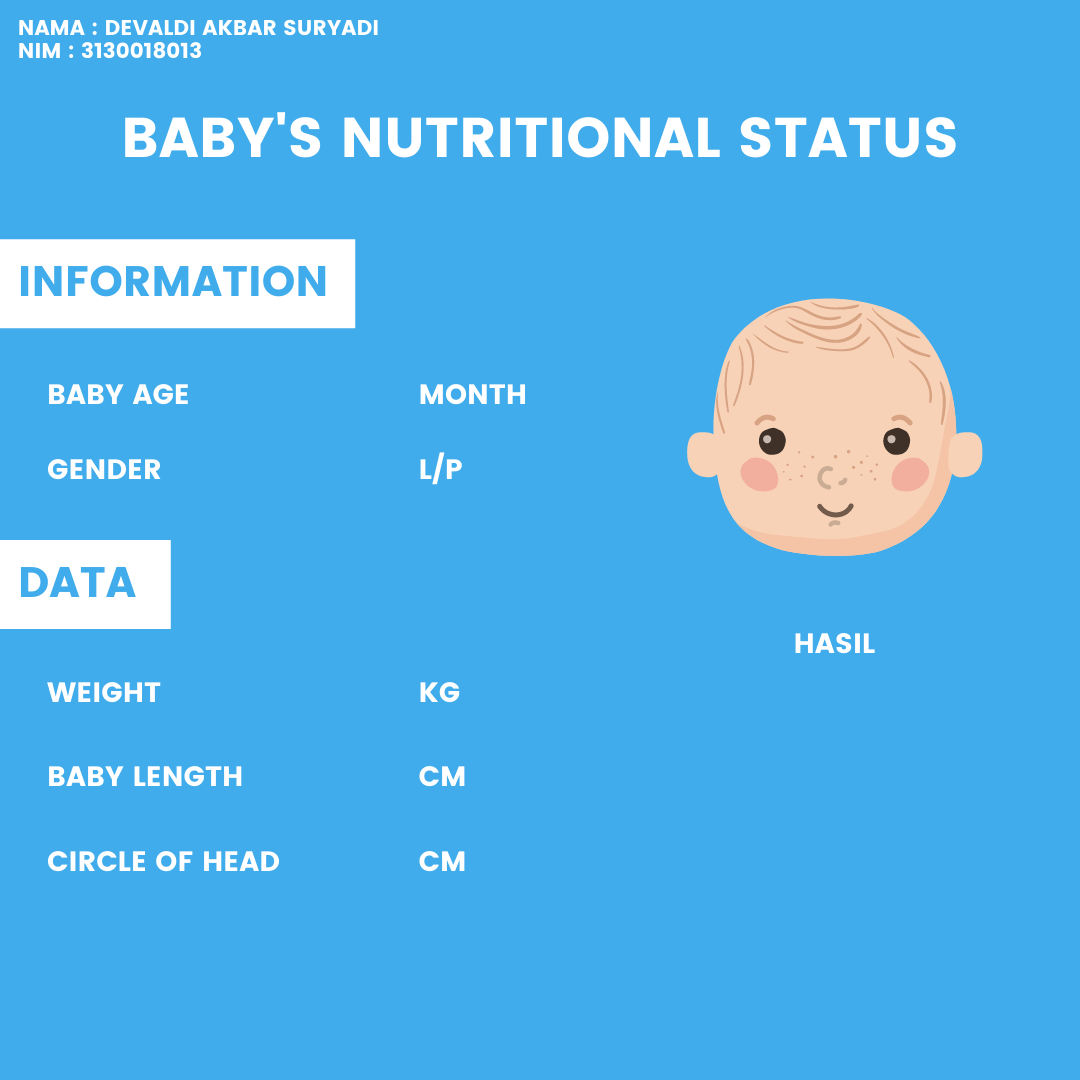 NAMA : DEVALDI AKBAR SURYADI
NIM : 3130018013
BABY'S NUTRITIONAL STATUS
INFORMATION
BABY AGE MONTH
GENDER L/P
DATA
HASIL
WEIGHT KG
BABY LENGTH CM
CIRCLE OF HEAD CM